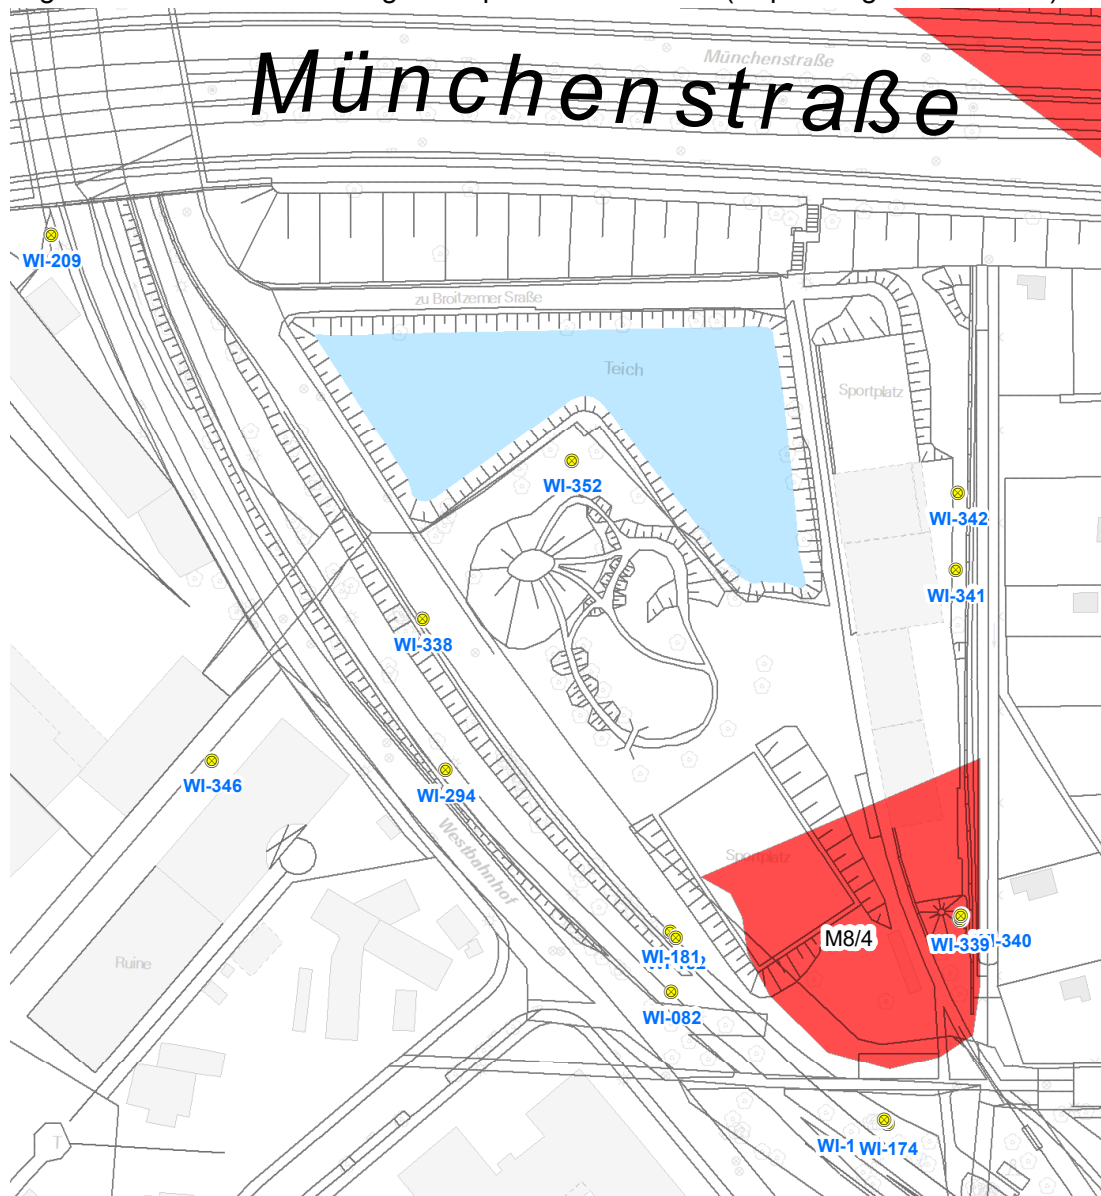 Münchenstraße
Münchenstraße
WI-209
zu Broitzemer Sraße
Teich
Sportplatz
WI-352
WI-342
WI-341
WI-338
WI-346
WI-294
Westbahnhof
Sportplatz
M8/4
WI-339
WI-181
Ruine
WI-082
T
WI-174